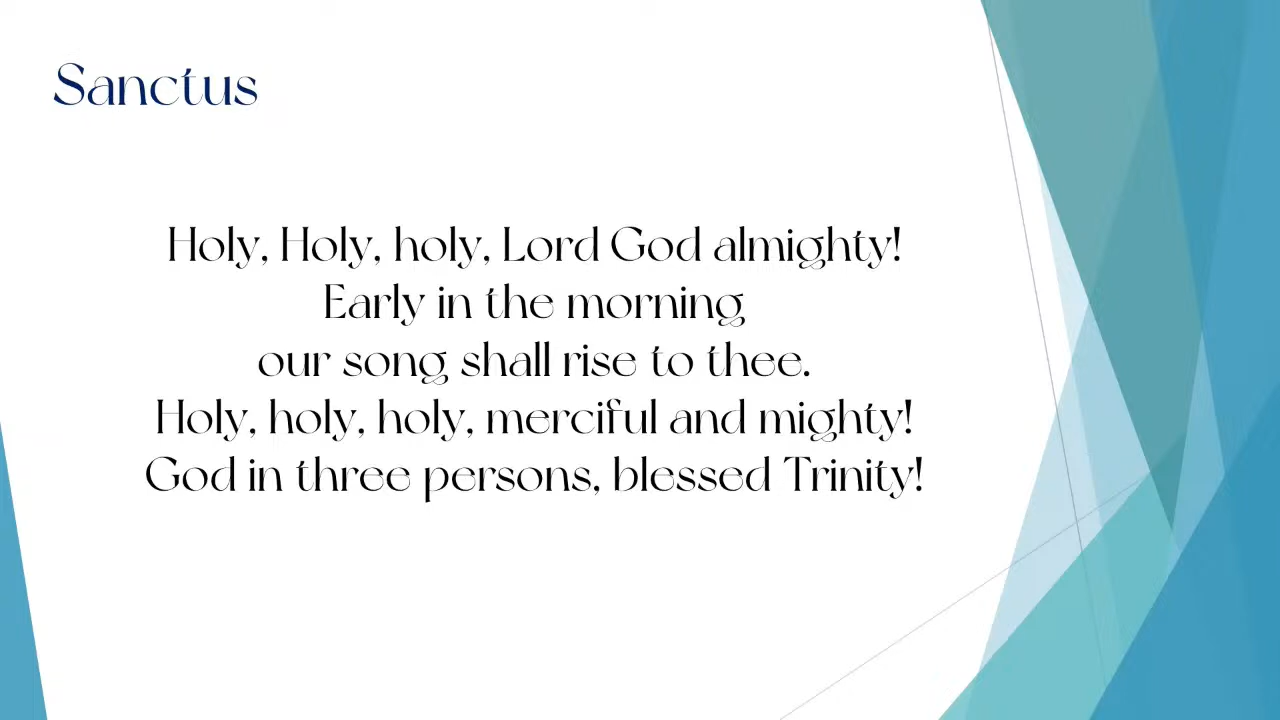 Sanctus
Holy, Holy, holy, Lord God almighty!
Early in the morning
our song shall rise to thee.
Holy, holy, holy, merciful and mighty!
God in three persons, blessed Trinity!